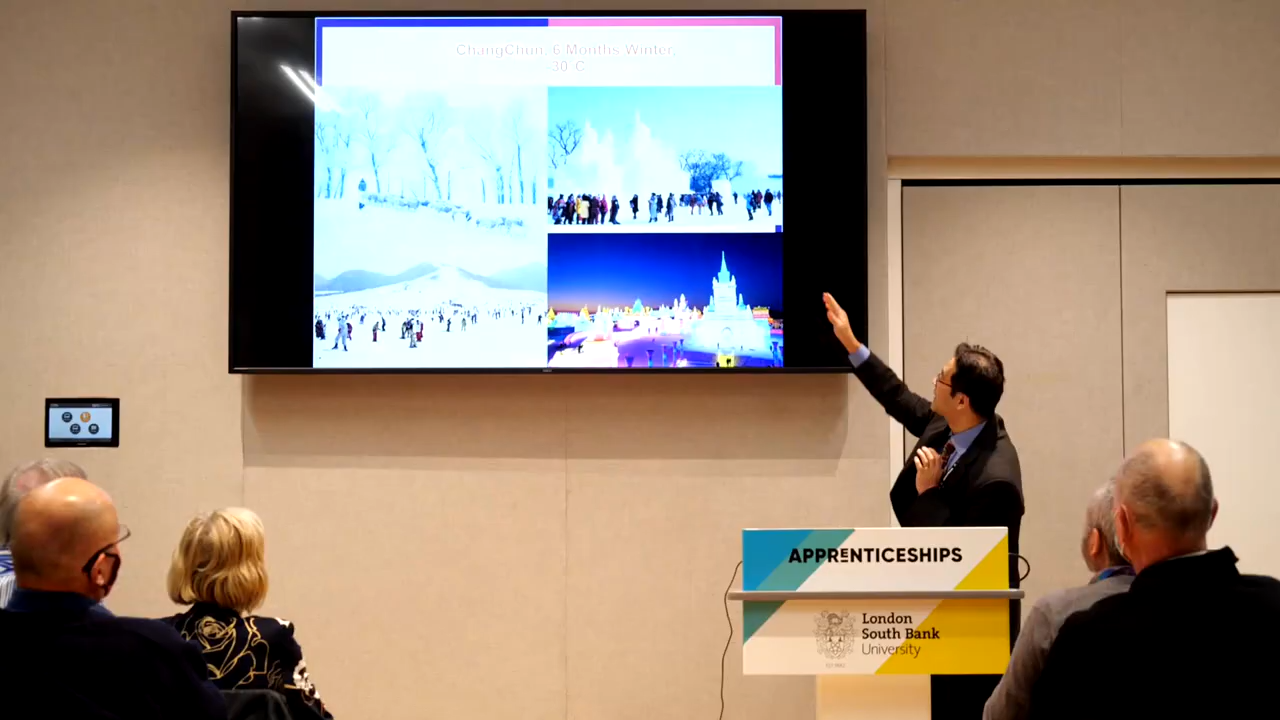 ChangChun, 6 Months Winter,
-30 C
APPRENTICESHIPS
London
South Bank
University